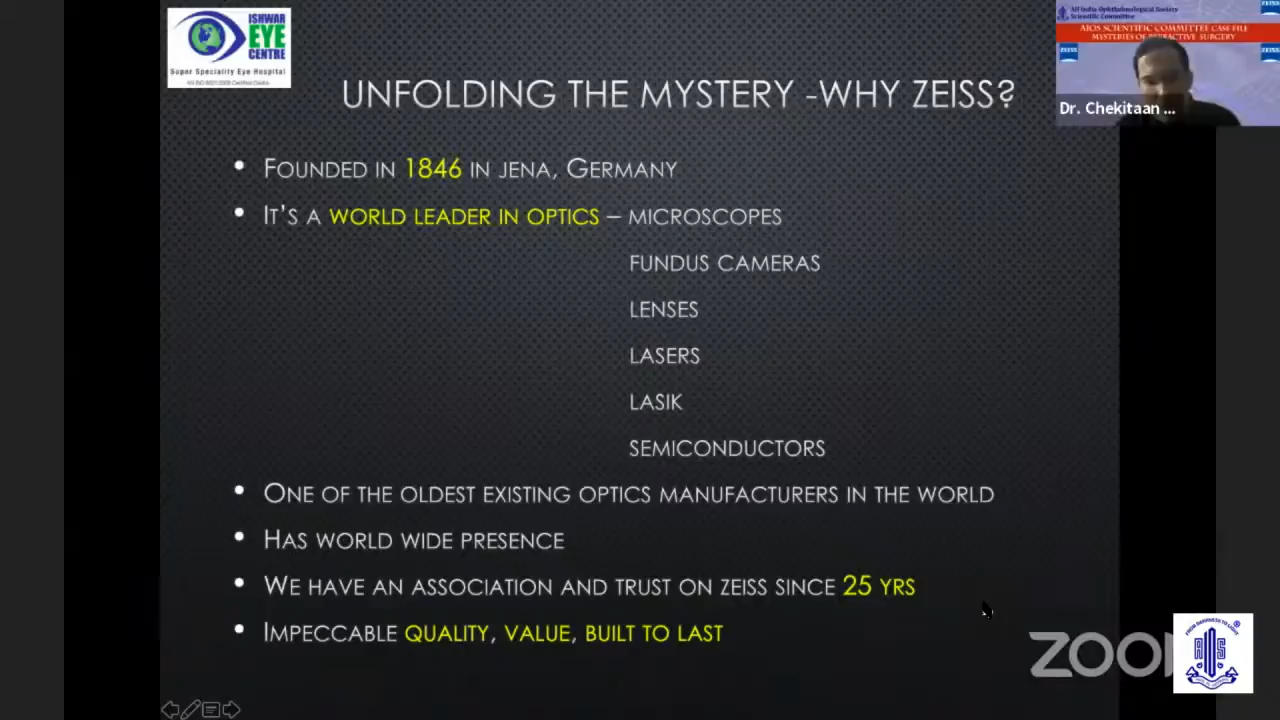 ISHWAR
EYE
CENTRE
Super Speciality Eye Hospital
UNFOLDING THE MYSTERY -WHY ZEISS?
• FOUNDED IN 1846 IN JENA, GERMANY
• IT'S A WORLD LEADER IN OPTICS – MICROSCOPES
FUNDUS CAMERAS
LENSES
LASERS
LASIK
SEMICONDUCTORS
• ONE OF THE OLDEST EXISTING OPTICS MANUFACTURERS IN THE WORLD
• HAS WORLD WIDE PRESENCE
• WE HAVE AN ASSOCIATION AND TRUST ON ZEISS SINCE 25 YRS
• IMPECCABLE QUALITY, VALUE, BUILT TO LAST
All India Ophthalmological Society
Scientific Committee
ZEISS
AIOS SCIENTIFIC COMMITTEE CASE FILE
MYSTERIES OF REFRACTIVE SURGERY
ZEISS
ZEISS
Dr. Chekitaan ...
ZOO